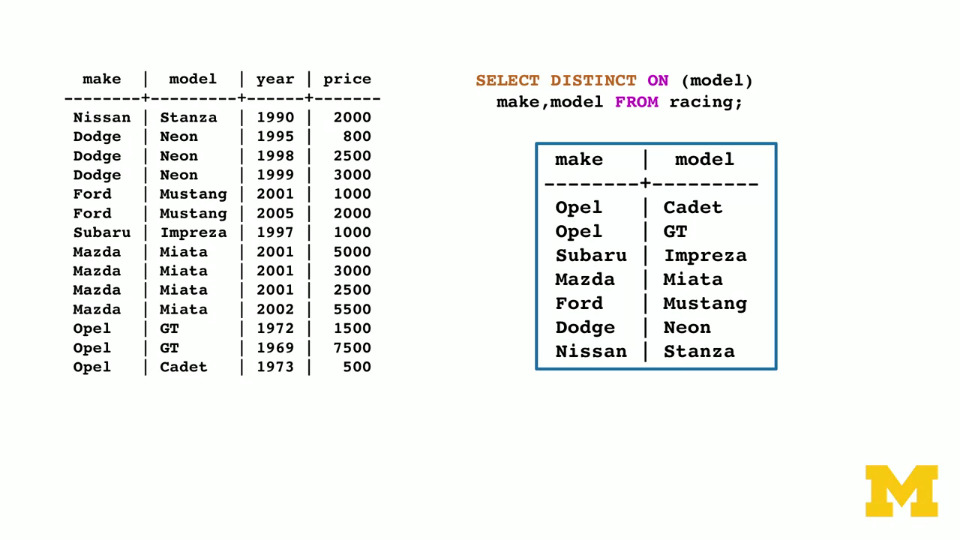 make | model | year | price
--------+---------+------+-------
Nissan | Stanza | 1990 | 2000
Dodge | Neon | 1995 | 800
Dodge | Neon | 1998 | 2500
Dodge | Neon | 1999 | 3000
Ford | Mustang | 2001 | 1000
Ford | Mustang | 2005 | 2000
Subaru | Impreza | 1997 | 1000
Mazda | Miata | 2001 | 5000
Mazda | Miata | 2001 | 3000
Mazda | Miata | 2001 | 2500
Mazda | Miata | 2002 | 5500
Opel | GT | 1972 | 1500
Opel | GT | 1969 | 7500
Opel | Cadet | 1973 | 500
SELECT DISTINCT ON (model)
make,model FROM racing;
make | model
--------+---------
Opel | Cadet
Opel | GT
Subaru | Impreza
Mazda | Miata
Ford | Mustang
Dodge | Neon
Nissan | Stanza
M